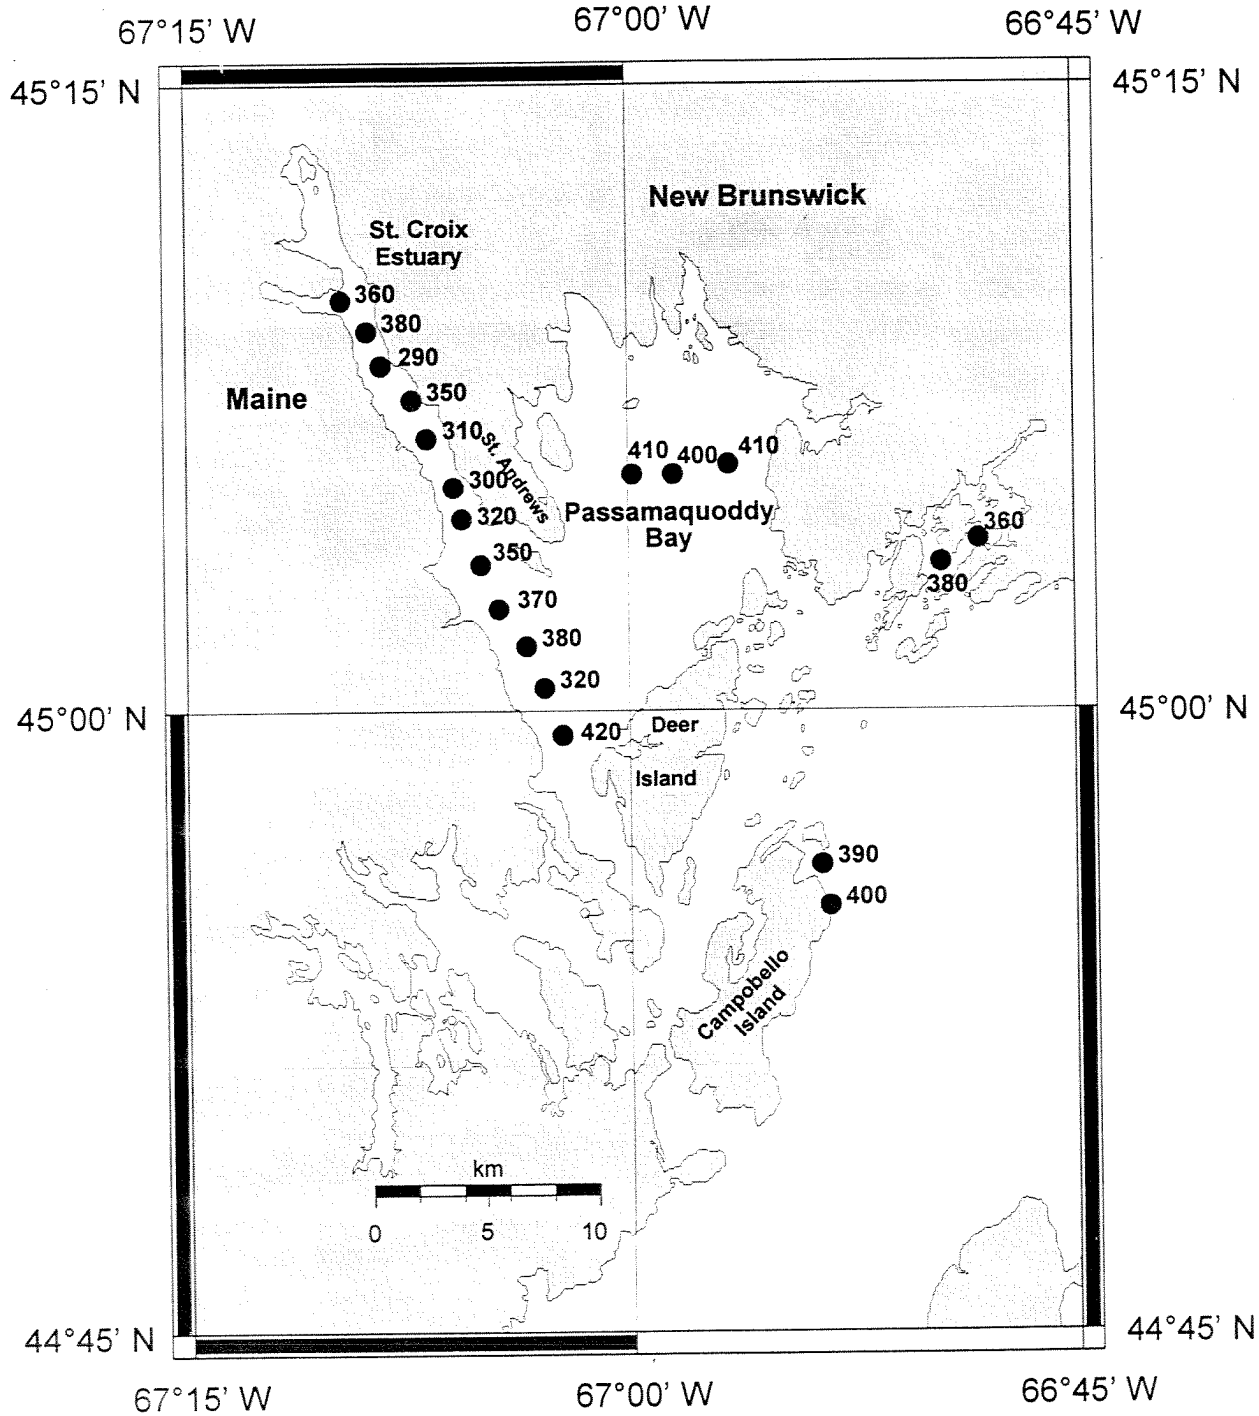 67°15' W
67°00' W
66°45' W
45°15' N
45°15' N
New Brunswick
St. Croix
Estuary
360
380
290
Maine
350
310
St. Andrews
410
400
410
300
320
Passamaquoddy
Bay
360
350
380
370
380
320
45°00' N
45°00' N
420
Deer
Island
390
400
Campobello
Island
km
0
5
10
44°45' N
44°45' N
67°15' W
67°00' W
66°45' W